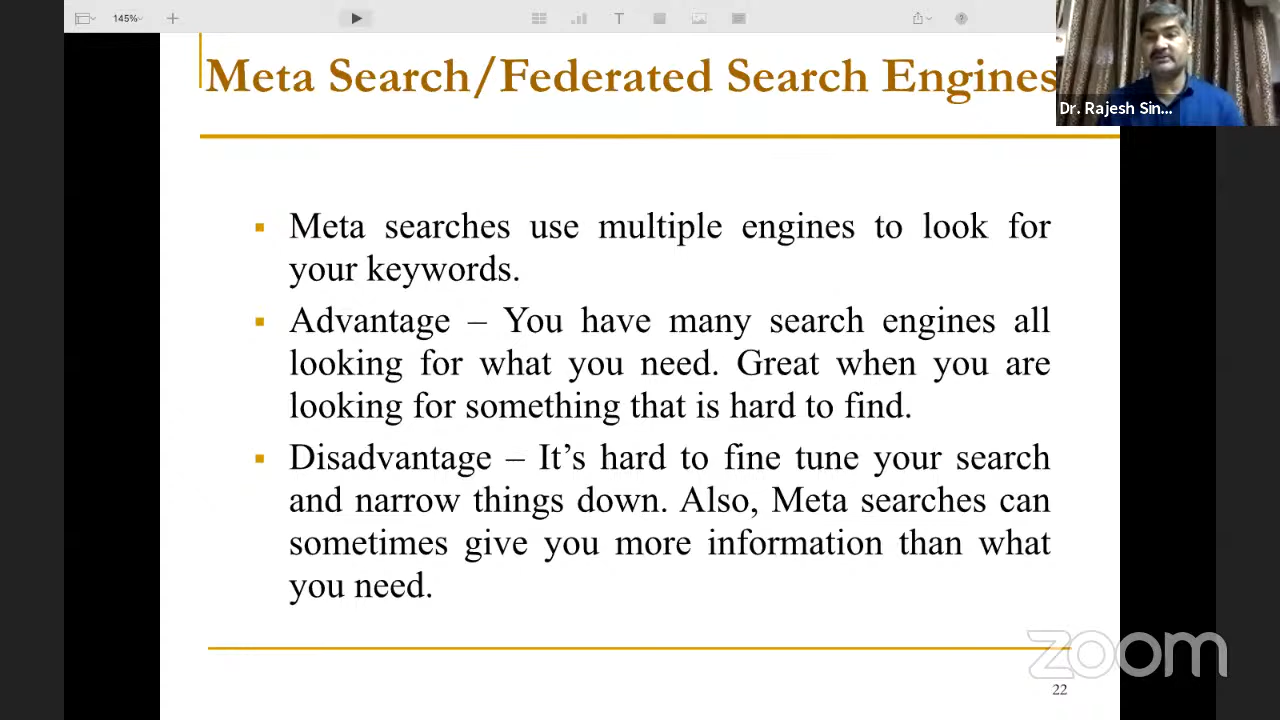 145%
Meta Search/Federated Search Engines
Dr. Rajesh Sin...
Meta searches use multiple engines to look for
your keywords.
Advantage – You have many search engines all
looking for what you need. Great when you are
looking for something that is hard to find.
Disadvantage – It’s hard to fine tune your search
and narrow things down. Also, Meta searches can
sometimes give you more information than what
you need.
zoom
22